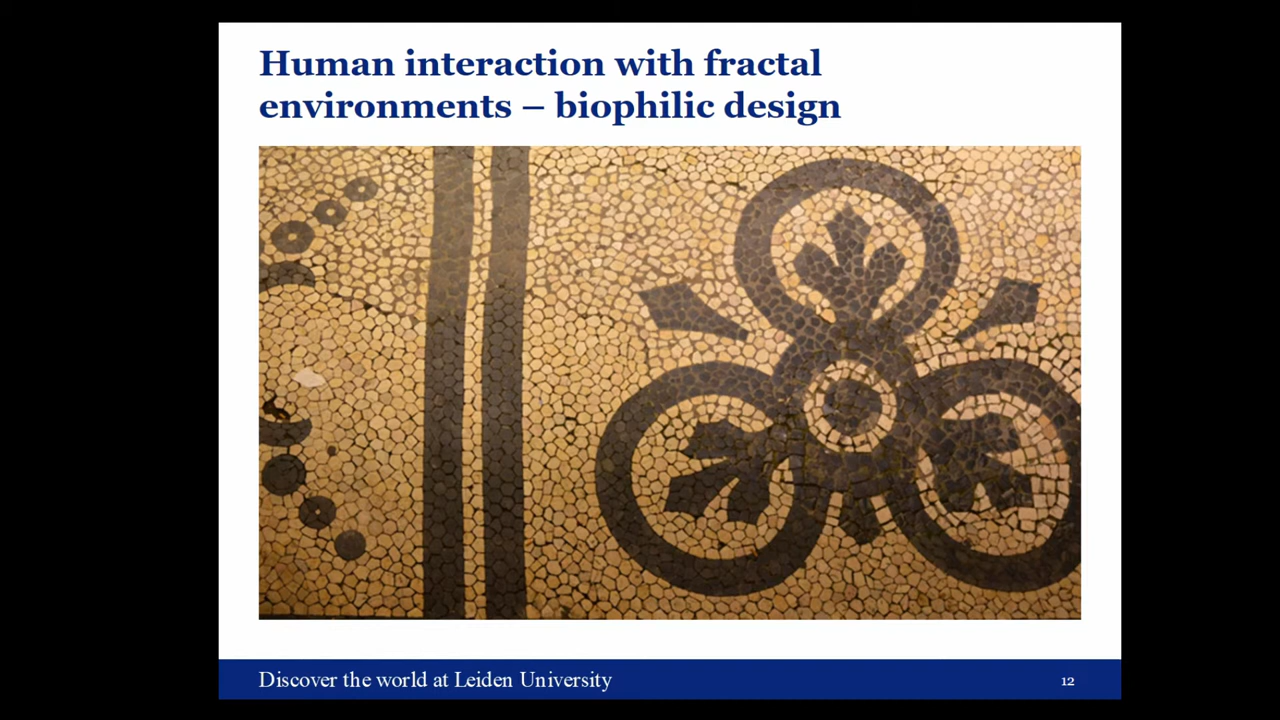 Human interaction with fractal
environments – biophilic design
Discover the world at Leiden University
12